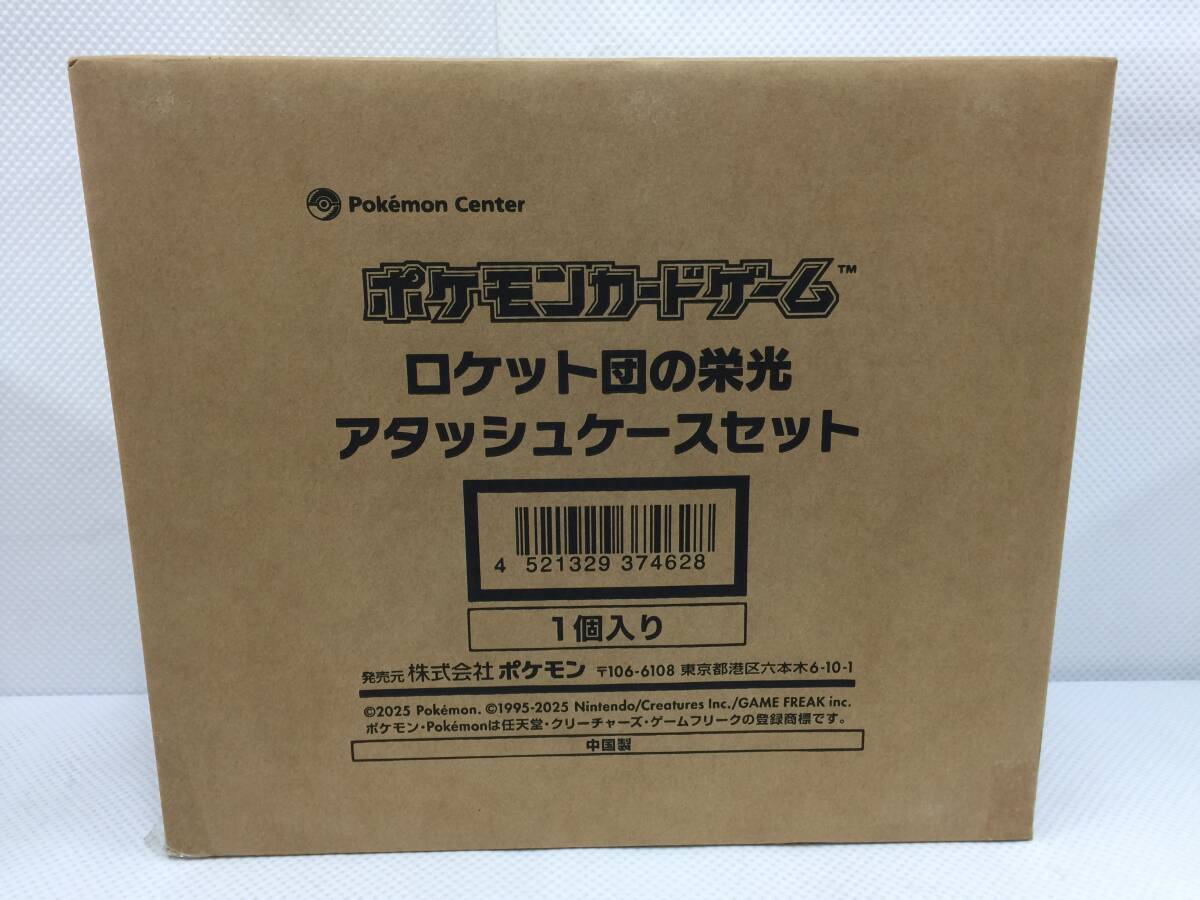 Pokémon Center
ポケモンカードゲーム™
ロケット団の栄光
アタッシュケースセット
4 521329 374628
1個入り
発売元 株式会社 ポケモン 〒106-6108 東京都港区六本木6-10-1
©2025 Pokémon. ©1995-2025 Nintendo/Creatures Inc./GAME FREAK inc.
ポケモン・Pokémonは任天堂・クリーチャーズ・ゲームフリークの登録商標です。
中国製